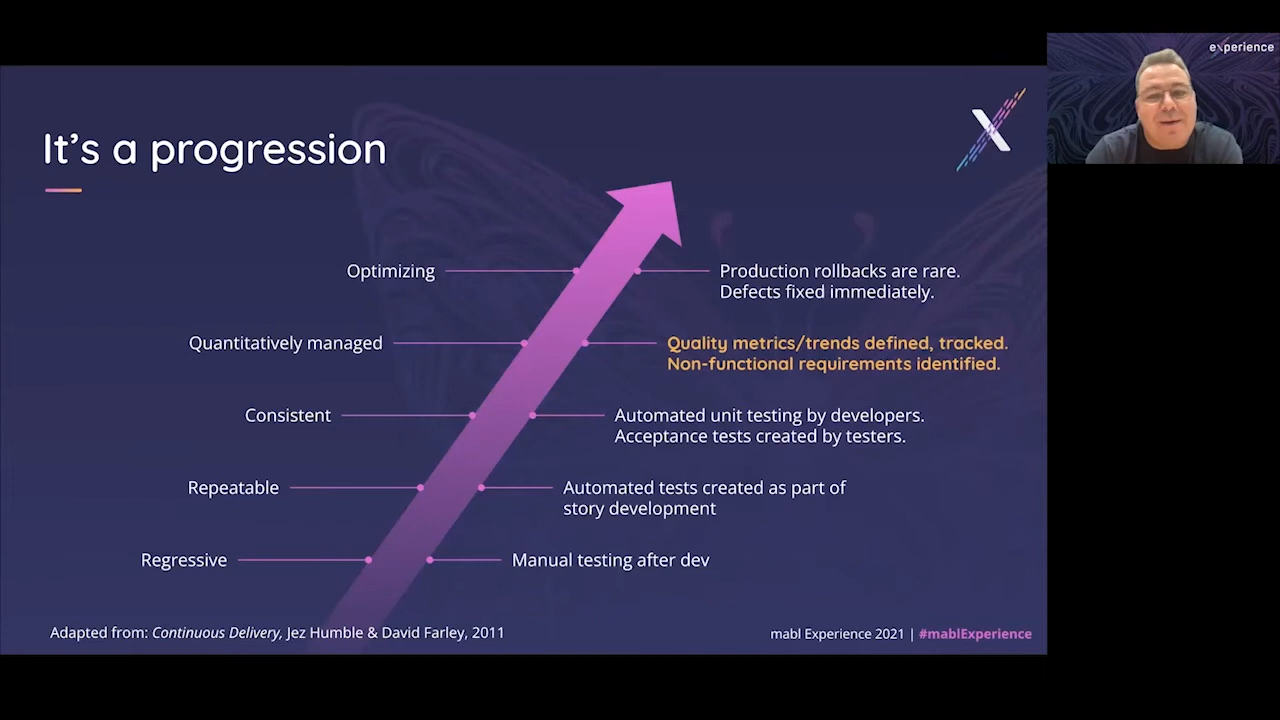 experience
It's a progression
Optimizing
Production rollbacks are rare.
Defects fixed immediately.
Quantitatively managed
Quality metrics/trends defined, tracked.
Non-functional requirements identified.
Consistent
Automated unit testing by developers.
Acceptance tests created by testers.
Repeatable
Automated tests created as part of
story development
Regressive
Manual testing after dev
Adapted from: Continuous Delivery, Jez Humble & David Farley, 2011
mabl Experience 2021 | #mablExperience